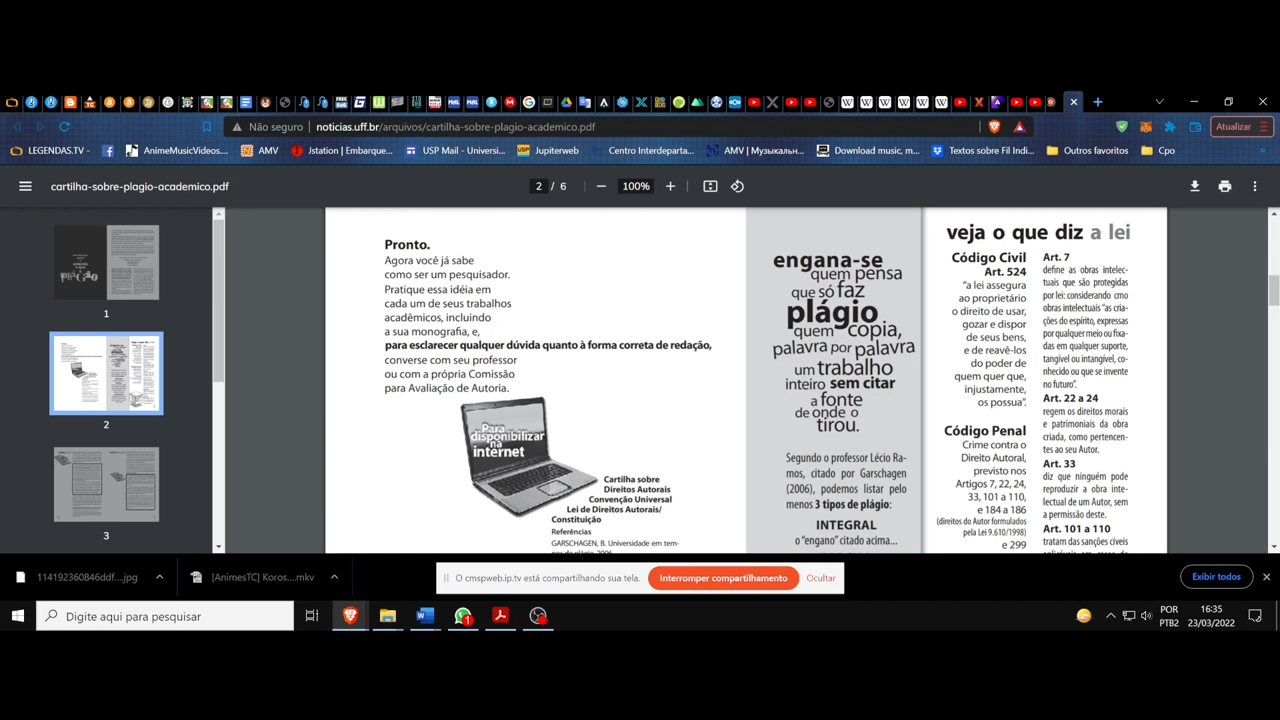 Não seguro
noticias.uff.br/arquivos/cartilha-sobre-plagio-academico.pdf
Atualizar
LEGENDAS.TV
AnimeMusicVideos...
AMV
Jstation | Embarque...
USP Mail - Universi...
Jupiterweb
Centro Interdeparta...
AMV | Музыкальн...
Download music, m...
Textos sobre Fil Indi...
Outros favoritos
Cpo
cartilha-sobre-plagio-academico.pdf
2 / 6
100%
1
2
3
Pronto.
Agora você já sabe
como ser um pesquisador.
Pratique essa idéia em
cada um de seus trabalhos
acadêmicos, incluindo
a sua monografia, e,
para esclarecer qualquer dúvida quanto à forma correta de redação,
converse com seu professor
ou com a própria Comissão
para Avaliação de Autoria.
Para
disponibilizar
na
internet
Cartilha sobre
Direitos Autorais
Convenção Universal
Lei de Direitos Autorais/
Constituição
Referências
GARSCHAGEN, B. Universidade em tem-
engana-se
quem pensa
que só faz
plágio
quem copia,
palavra por palavra
um trabalho
inteiro sem citar
a fonte
de onde o
tirou.
Segundo o professor Lécio Ra-
mos, citado por Garschagen
(2006), podemos listar pelo
menos 3 tipos de plágio:
INTEGRAL
o “engano” citado acima...
veja o que diz a lei
Código Civil
Art. 524
“a lei assegura
ao proprietário
o direito de usar,
gozar e dispor
de seus bens,
e de reavê-los
do poder de
quem quer que,
injustamente,
os possua”.
Código Penal
Crime contra o
Direito Autoral,
previsto nos
Artigos 7, 22, 24,
33, 101 a 110,
e 184 a 186
(direitos do Autor formulados
pela Lei 9.610/1998)
e 299
Art. 7
define as obras intelec-
tuais que são protegidas
por lei: considerando cmo
obras intelectuais “as cria-
ções do espírito, expressas
por qualquer meio ou fixa-
das em qualquer suporte,
tangível ou intangível, co-
nhecido ou que se invente
no futuro”.
Art. 22 a 24
regem os direitos morais
e patrimoniais da obra
criada, como pertencen-
tes ao seu Autor.
Art. 33
diz que ninguém pode
reproduzir a obra inte-
lectual de um Autor, sem
a permissão deste.
Art. 101 a 110
tratam das sanções cíveis
114192360846ddf....jpg
[AnimesTC] Koros....mkv
O cmspweb.ip.tv está compartilhando sua tela.
Interromper compartilhamento
Ocultar
Exibir todos
Digite aqui para pesquisar
POR
PTB2
16:35
23/03/2022